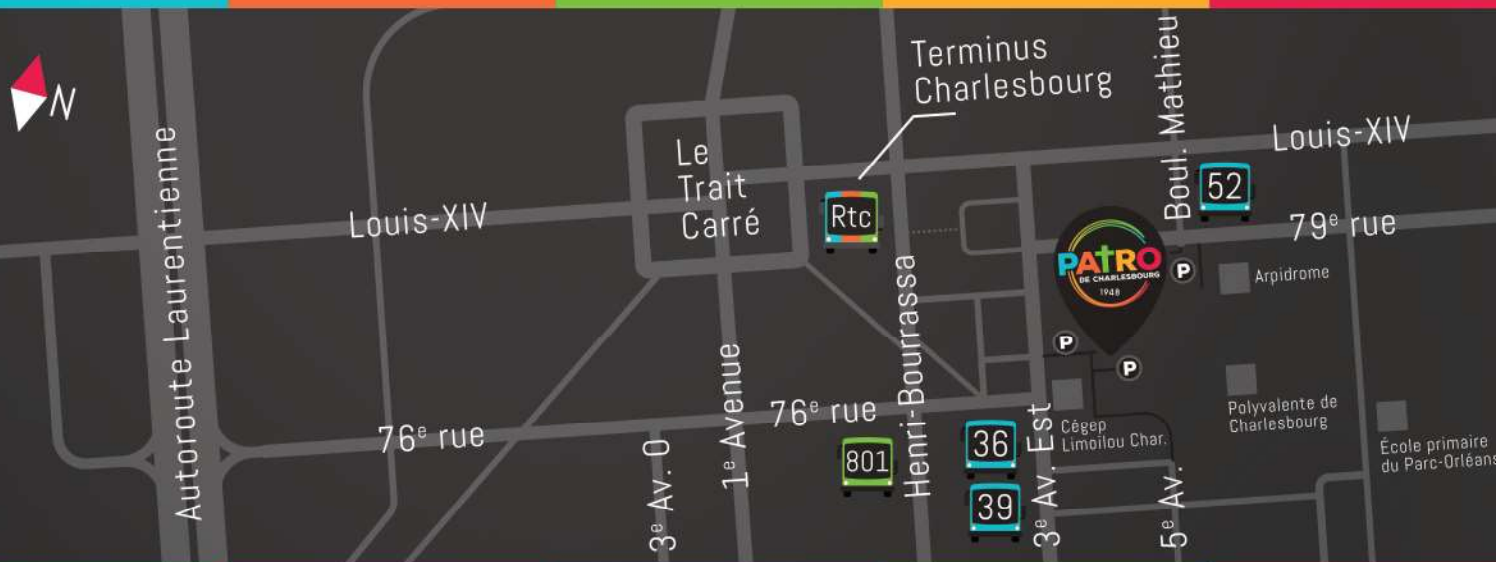 N
Autoroute Laurentienne
Louis-XIV
76e rue
Le
Trait
Carré
3e Av. O
1e Avenue
Terminus
Charlesbourg
Rtc
76e rue
801
Henri-Bourrassa
36
39
3e Av. Est
Boul. Mathieu
Louis-XIV
52
79e rue
PATRO
DE CHARLESBOURG
1948
P
P
P
Arpidrome
Cégep
Limoilou Char.
5e Av.
Polyvalente de
Charlesbourg
École primaire
du Parc-Orléans